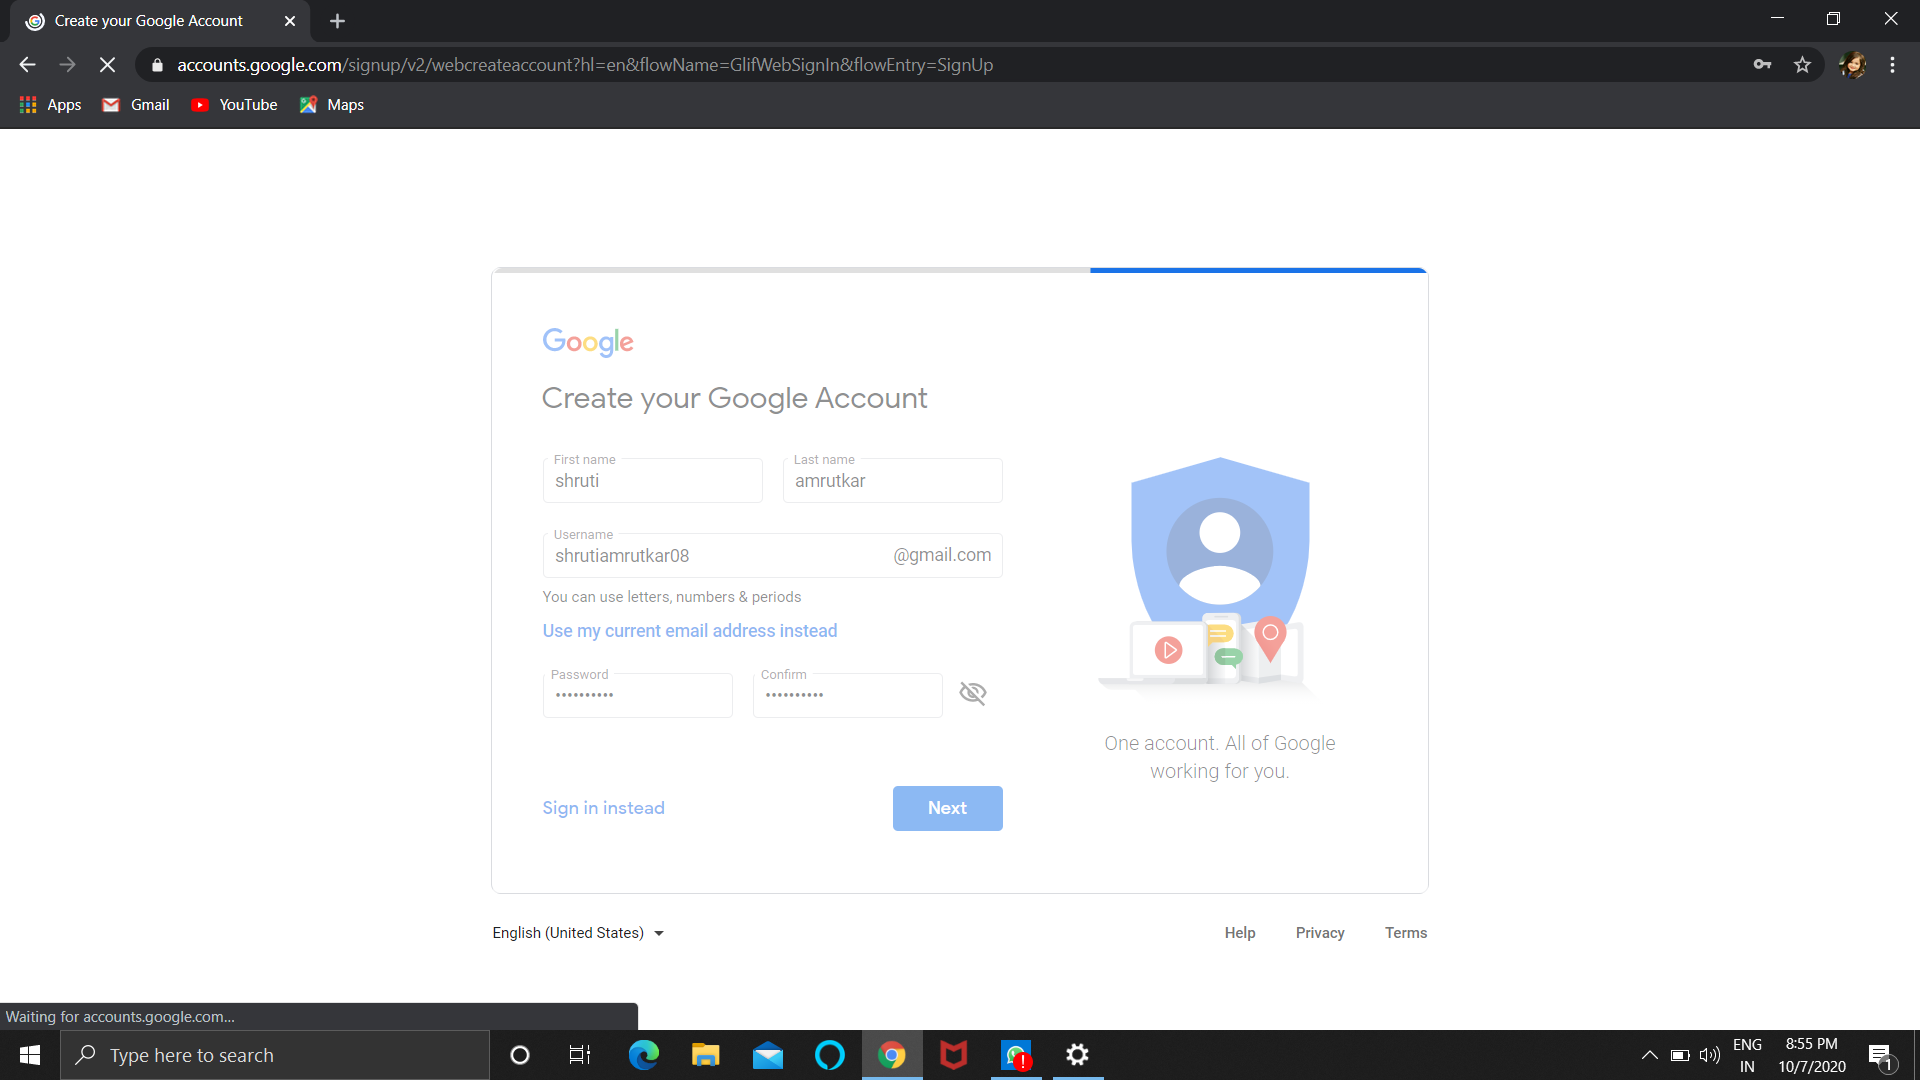 Create your Google Account
accounts.google.com/signup/v2/webcreateaccount?hl=en&flowName=GlifWebSignIn&flowEntry=SignUp
Apps Gmail YouTube Maps
Google
Create your Google Account
First name Last name
shruti amrutkar
Username
shrutiamrutkar08 @gmail.com
You can use letters, numbers & periods
Use my current email address instead
Password Confirm
•••••••••• ••••••••••
One account. All of Google
working for you.
Sign in instead Next
English (United States) Help Privacy Terms
Waiting for accounts.google.com...
Type here to search
ENG
IN
8:55 PM
10/7/2020
1